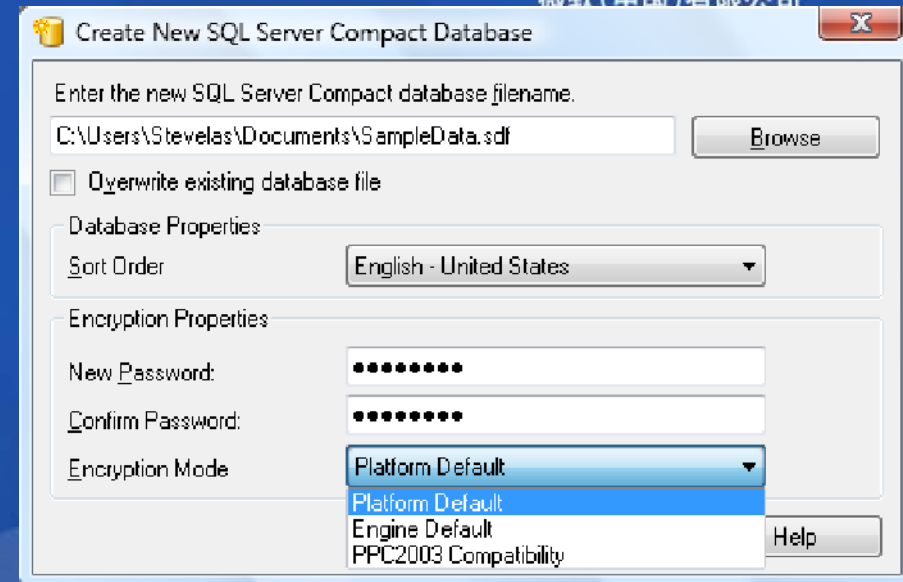 Create New SQL Server Compact Database
Enter the new SQL Server Compact database filename.
C:\Users\Stevelas\Documents\SampleData.sdf
Browse
Overwrite existing database file
Database Properties
Sort Order
English - United States
Encryption Properties
New Password:
●●●●●●●●
Confirm Password:
●●●●●●●●
Encryption Mode
Platform Default
Platform Default
Engine Default
PPC2003 Compatibility
Help